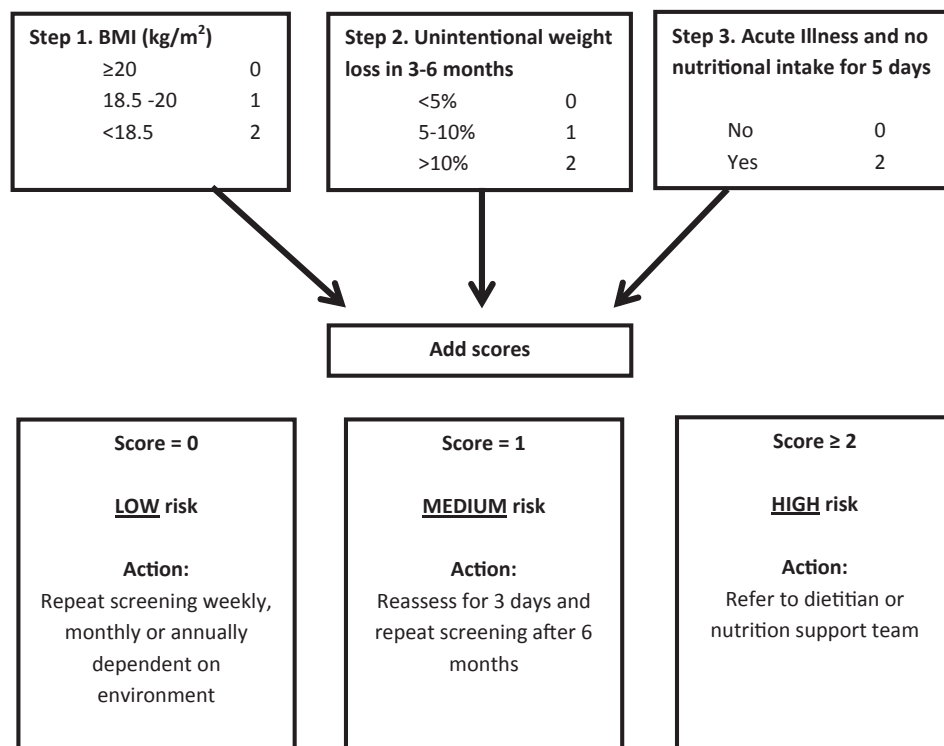 Step 1. BMI (kg/m²)
≥20 0
18.5 -20 1
<18.5 2
Step 2. Unintentional weight
loss in 3-6 months
<5% 0
5-10% 1
>10% 2
Step 3. Acute Illness and no
nutritional intake for 5 days
No 0
Yes 2
Add scores
Score = 0
LOW risk
Action:
Repeat screening weekly,
monthly or annually
dependent on
environment
Score = 1
MEDIUM risk
Action:
Reassess for 3 days and
repeat screening after 6
months
Score ≥ 2
HIGH risk
Action:
Refer to dietitian or
nutrition support team